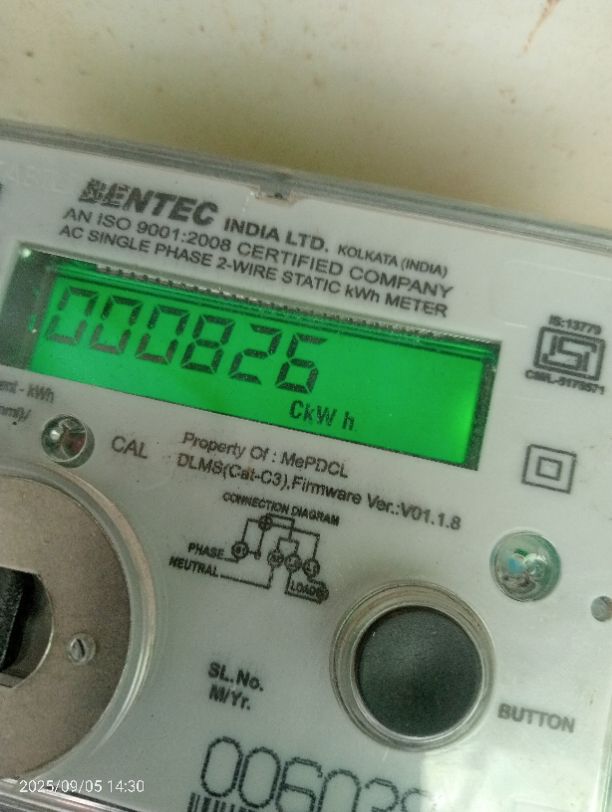 BENTEC INDIA LTD. KOLKATA (INDIA)
AN ISO 9001:2008 CERTIFIED COMPANY
AC SINGLE PHASE 2-WIRE STATIC kWh METER
IS:13779
000826
CkW h
kWh
CAL
Property Of : MePDCL
DLMS(Cat-C3),Firmware Ver.:V01.1.8
CONNECTION DIAGRAM
PHASE
NEUTRAL
LOAD
SL.No.
M/Yr.
BUTTON
2025/09/05 14:30